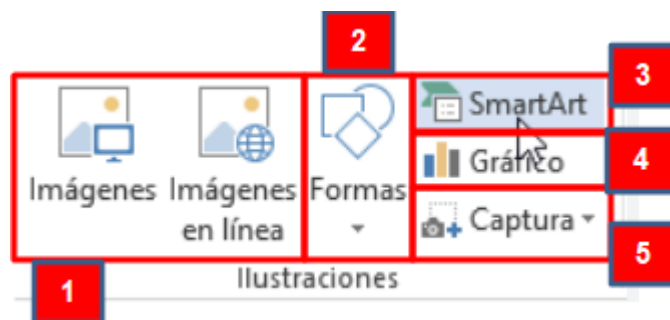 2
3
SmartArt
4
Gráfico
Imágenes Imágenes Formas
en línea
Captura
5
1
Ilustraciones